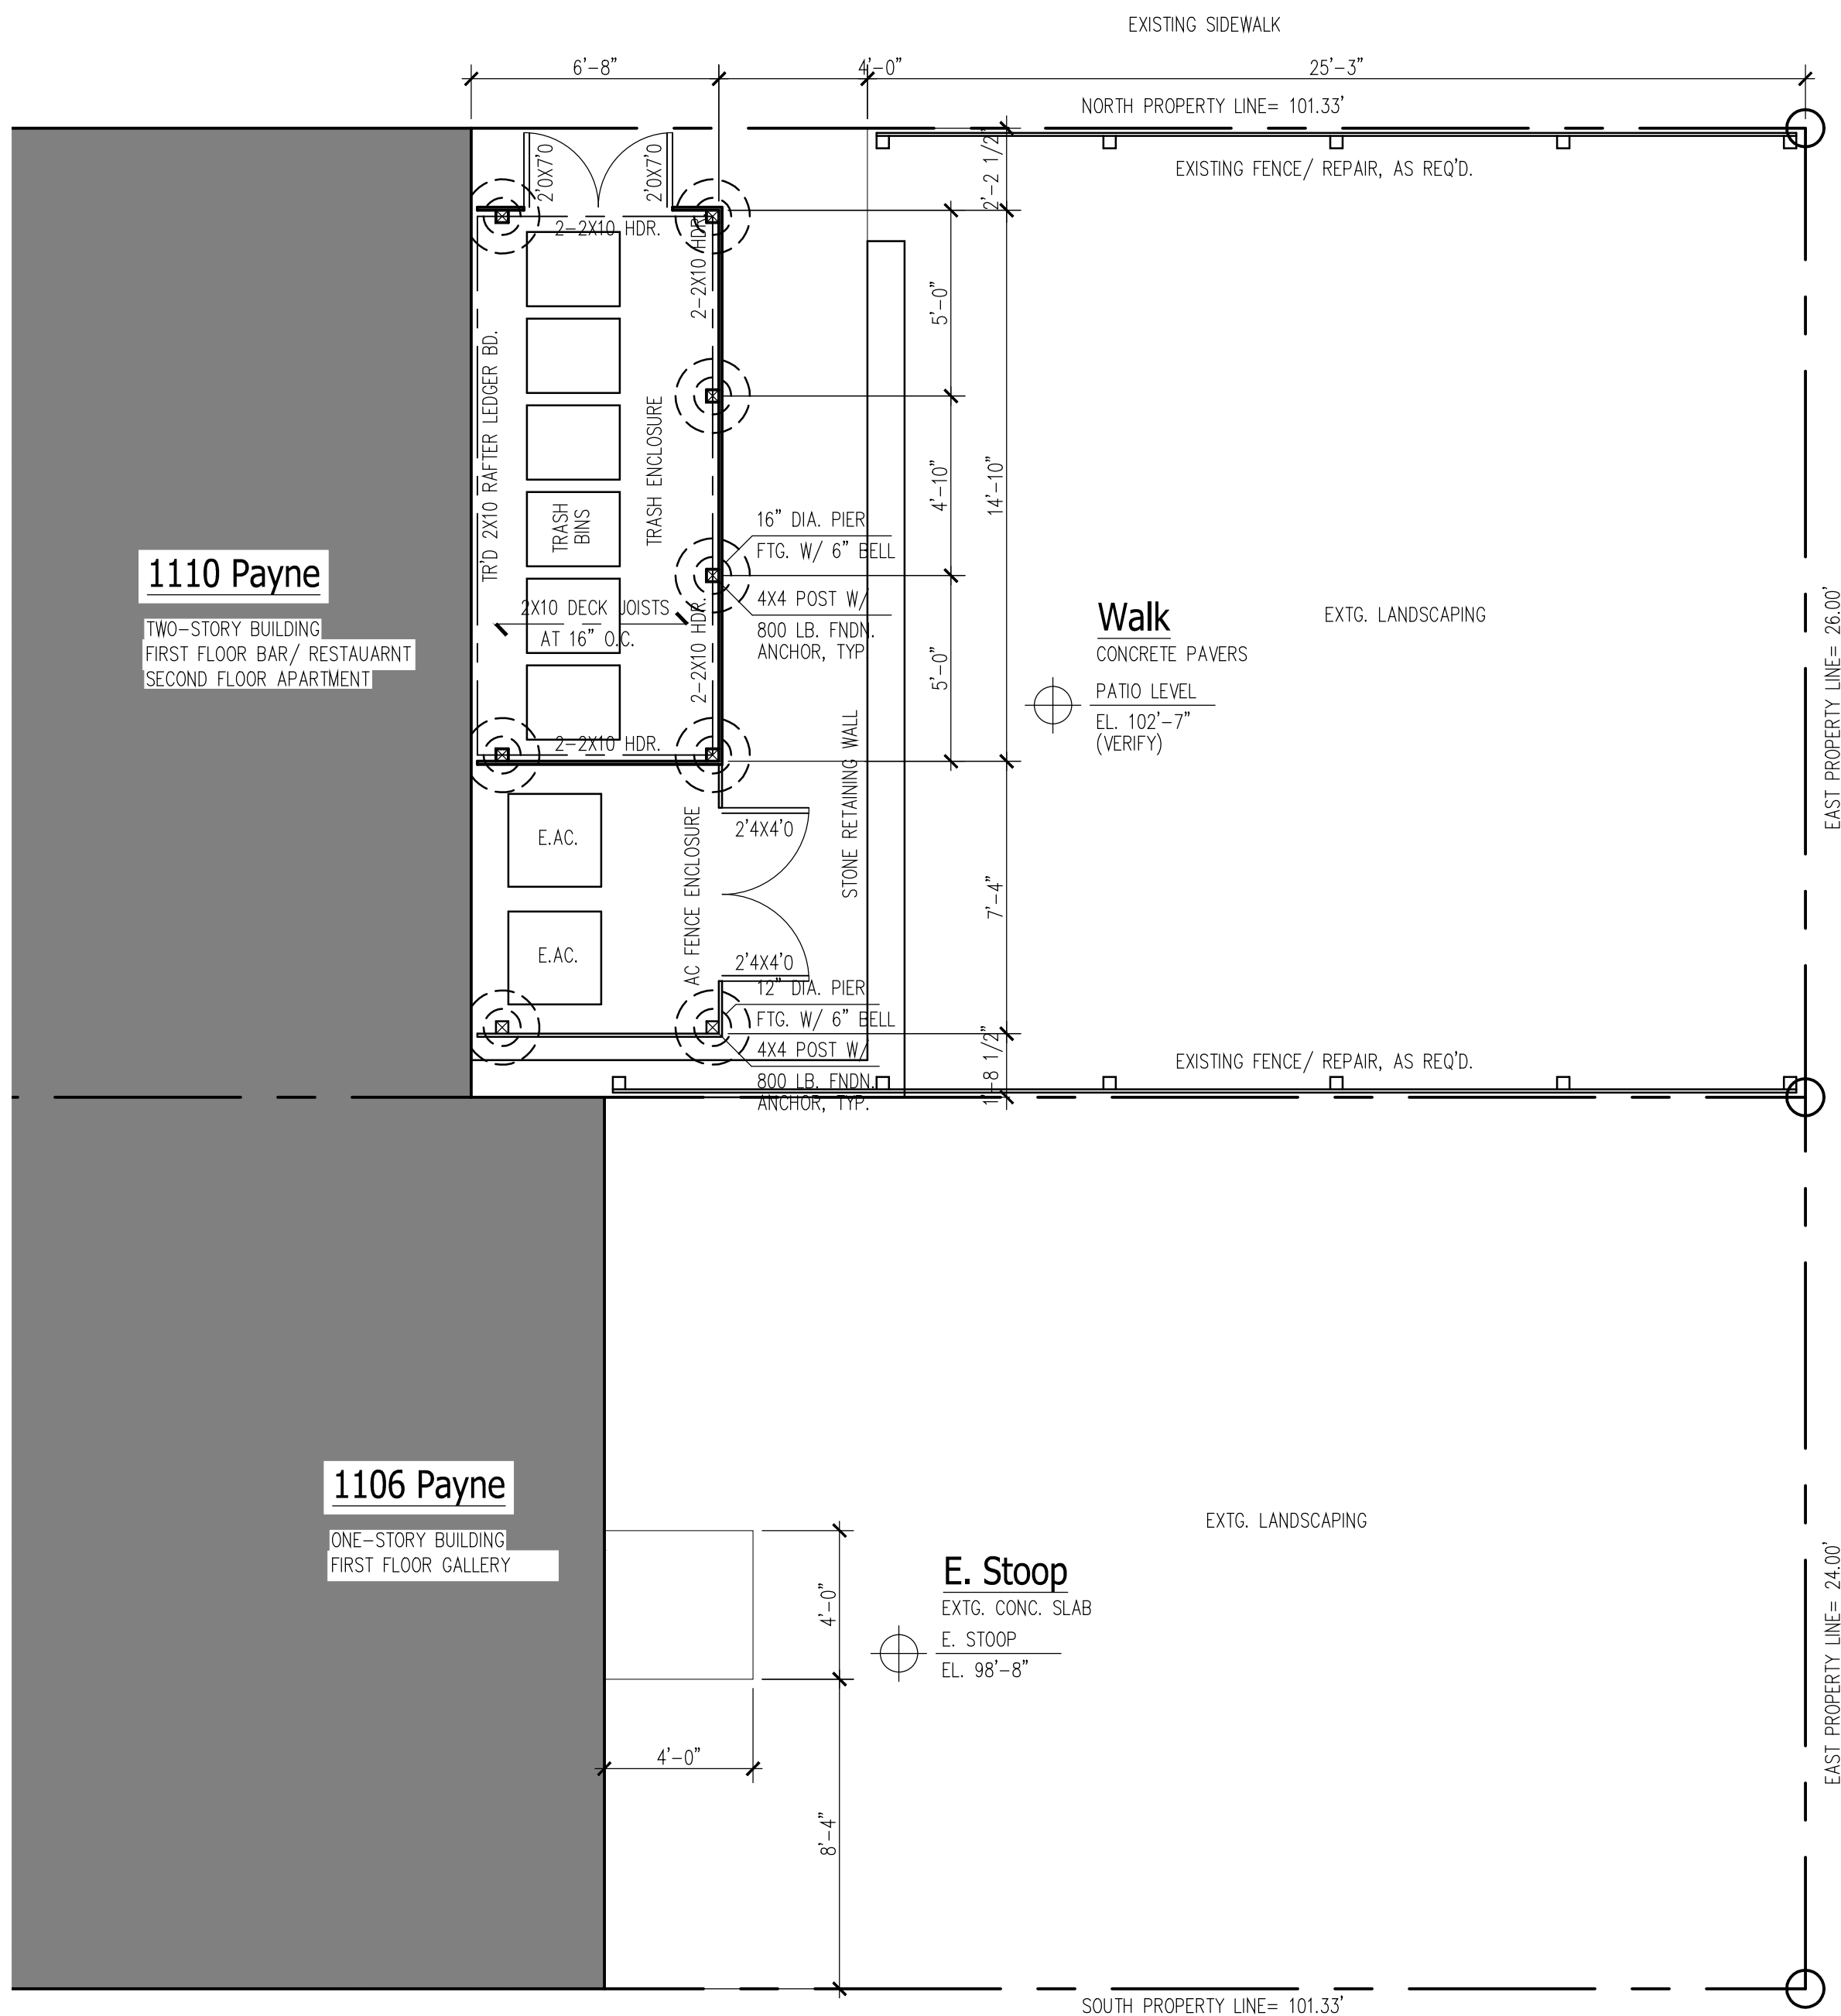 EXISTING SIDEWALK
6'-8"
4'-0"
25'-3"
NORTH PROPERTY LINE= 101.33'
2'0X7'0
2'0X7'0
2'-2 1/2"
EXISTING FENCE/ REPAIR, AS REQ'D.
2-2X10 HDR.
2-2X10 HDR.
5'-0"
TR'D 2X10 RAFTER LEDGER BD.
TRASH ENCLOSURE
TRASH
BINS
4'-10"
14'-10"
16" DIA. PIER
FTG. W/ 6" BELL
4X4 POST W/
800 LB. FNDN.
ANCHOR, TYP
1110 Payne
TWO-STORY BUILDING
FIRST FLOOR BAR/ RESTAUARNT
SECOND FLOOR APARTMENT
2X10 DECK JOISTS
AT 16" O.C.
2-2X10 HDR.
5'-0"
Walk
CONCRETE PAVERS
PATIO LEVEL
EL. 102'-7"
(VERIFY)
EXTG. LANDSCAPING
EAST PROPERTY LINE= 26.00'
2-2X10 HDR.
STONE RETAINING WALL
E.AC.
E.AC.
AC FENCE ENCLOSURE
2'4X4'0
2'4X4'0
7'-4"
12" DIA. PIER
FTG. W/ 6" BELL
4X4 POST W/
800 LB. FNDN.
ANCHOR, TYP.
1'-8 1/2"
EXISTING FENCE/ REPAIR, AS REQ'D.
1106 Payne
ONE-STORY BUILDING
FIRST FLOOR GALLERY
EXTG. LANDSCAPING
E. Stoop
EXTG. CONC. SLAB
E. STOOP
EL. 98'-8"
4'-0"
4'-0"
8'-4"
EAST PROPERTY LINE= 24.00'
SOUTH PROPERTY LINE= 101.33'